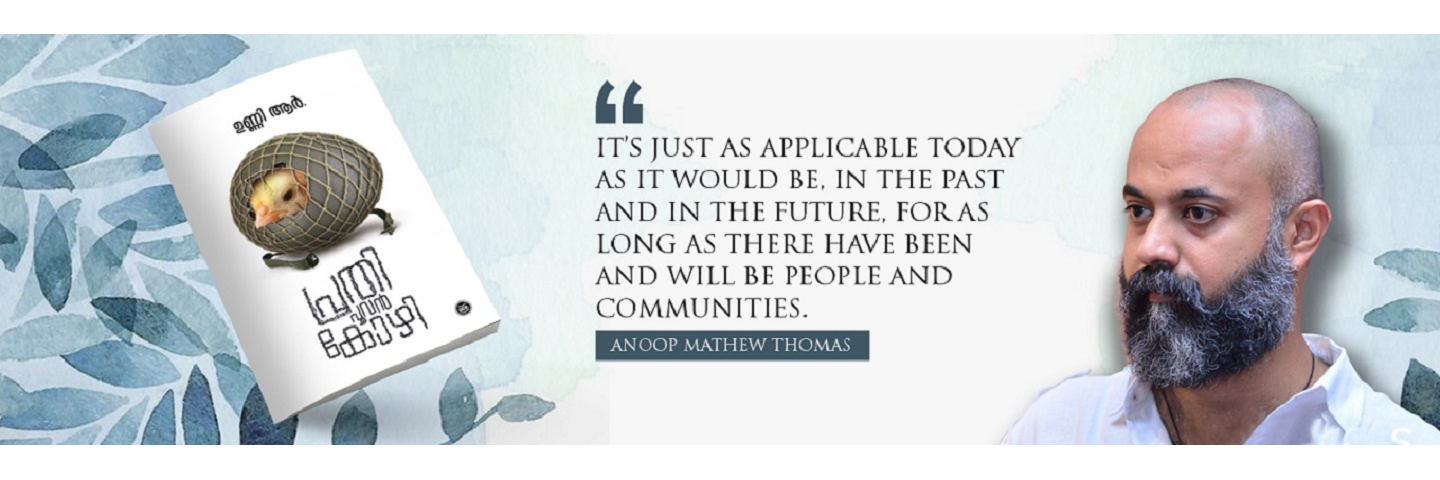 ഉണ്ണി ആർ.
പ്രതി
പൂവൻ
കോഴി
IT'S JUST AS APPLICABLE TODAY
AS IT WOULD BE, IN THE PAST
AND IN THE FUTURE, FOR AS
LONG AS THERE HAVE BEEN
AND WILL BE PEOPLE AND
COMMUNITIES.
ANOOP MATHEW THOMAS
S